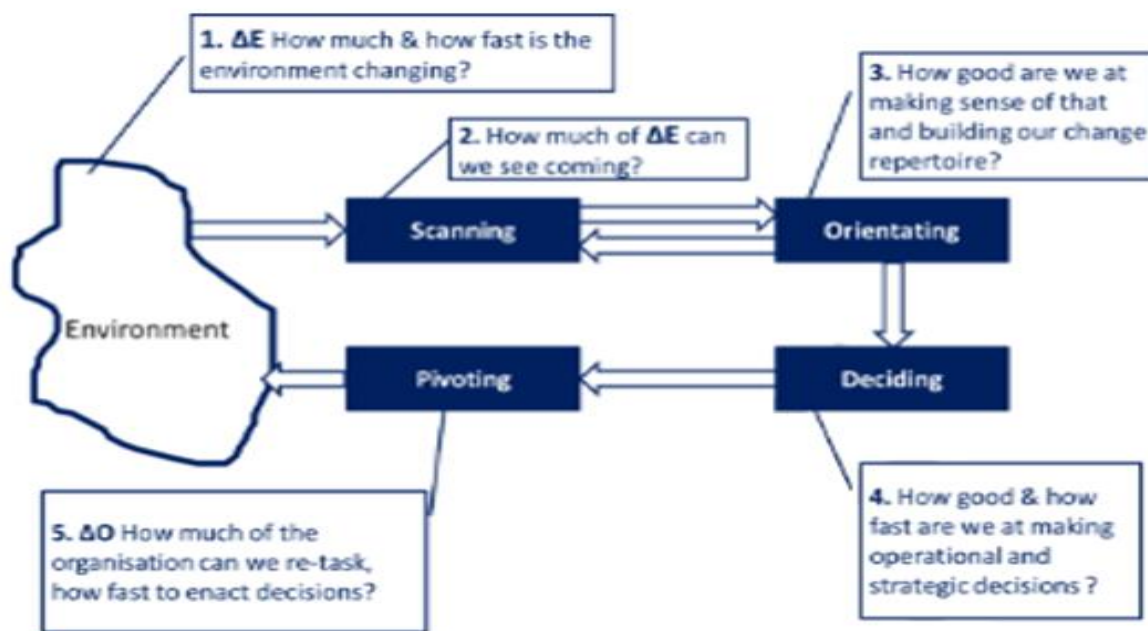 1. ΔE How much & how fast is the
environment changing?
2. How much of ΔE can
we see coming?
3. How good are we at
making sense of that
and building our change
repertoire?
Scanning
Orientating
Environment
Pivoting
Deciding
5. ΔO How much of the
organisation can we re-task,
how fast to enact decisions?
4. How good & how
fast are we at making
operational and
strategic decisions ?